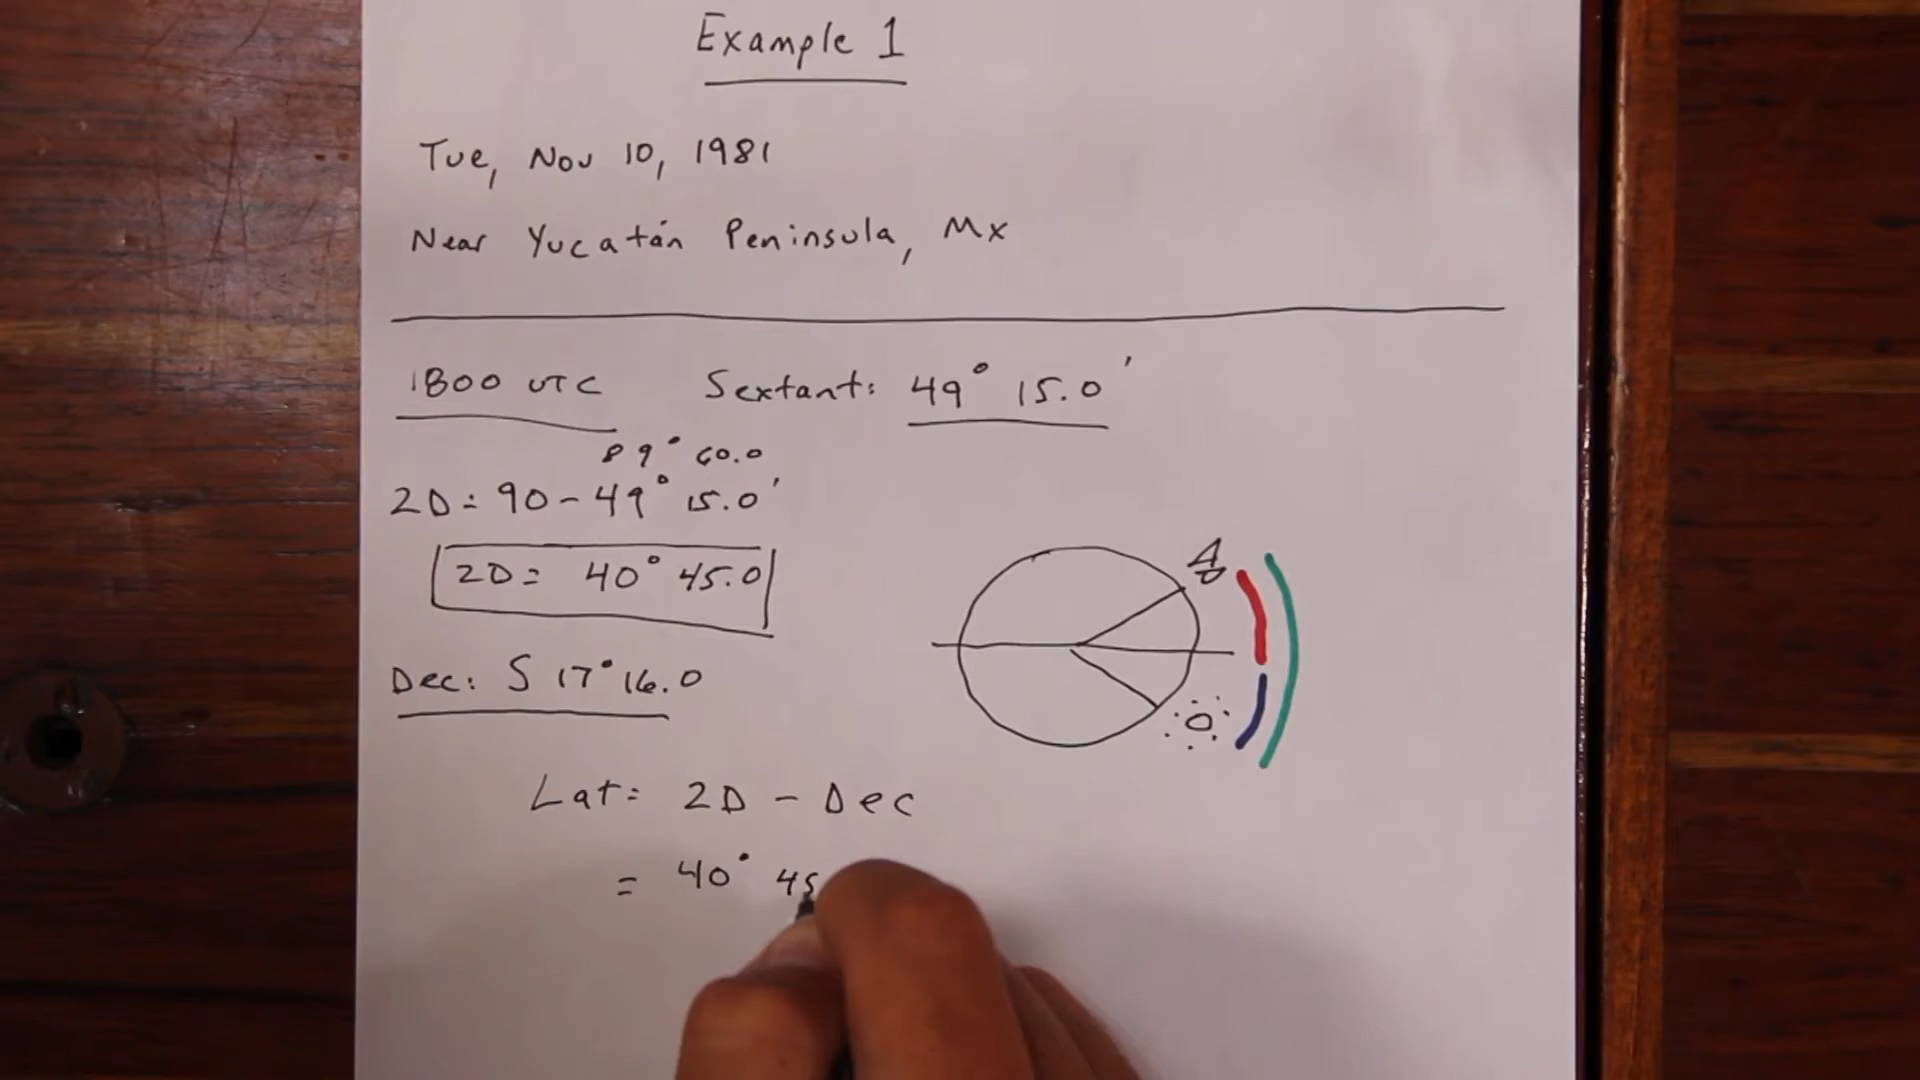 Example 1
Tue, Nov 10, 1981
Near Yucatán Peninsula, Mx
1800 UTC Sextant: 49° 15.0'
89° 60.0
ZD = 90 - 49° 15.0'
ZD = 40° 45.0
Dec: S 17° 16.0
Lat = ZD - Dec
= 40° 45